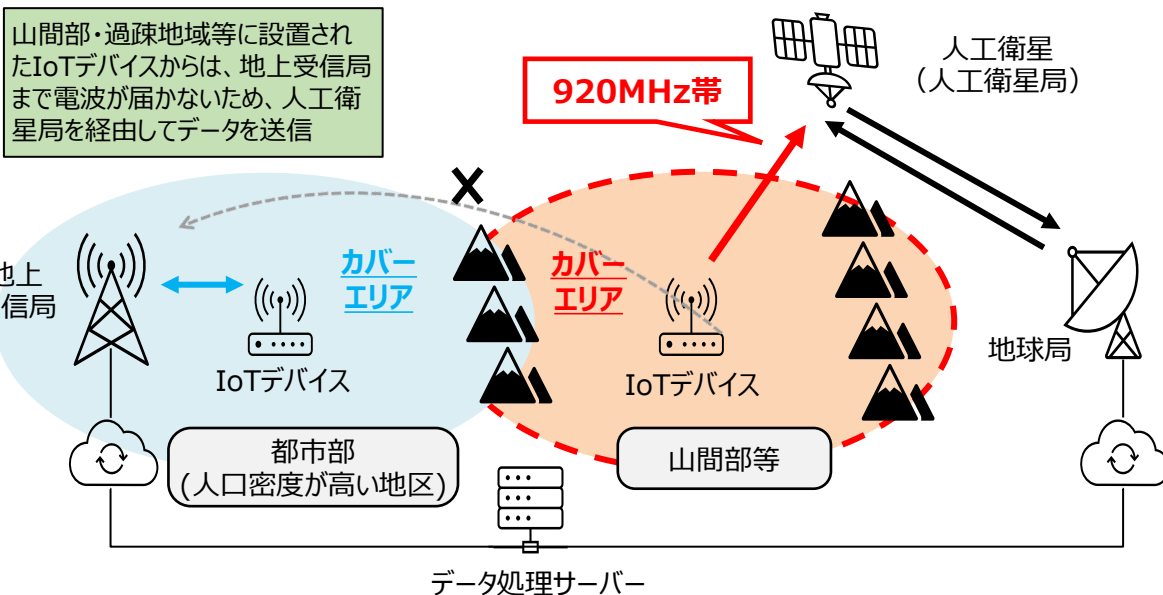 山間部・過疎地域等に設置され
たIoTデバイスからは、地上受信局
まで電波が届かないため、人工衛
星局を経由してデータを送信
920MHz帯
人工衛星
（人工衛星局）
地上
信局
カバー
エリア
IoTデバイス
カバー
エリア
IoTデバイス
地球局
都市部
(人口密度が高い地区)
山間部等
データ処理サーバー